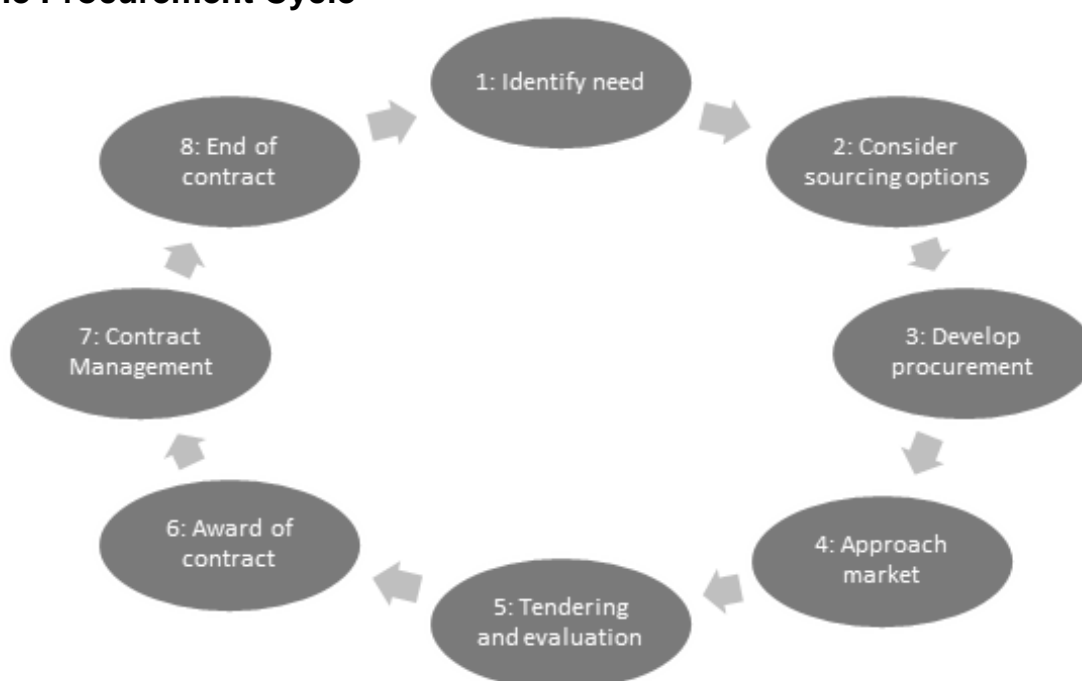 Procurement Cycle
1: Identify need
2: Consider
sourcing options
3: Develop
procurement
4: Approach
market
5: Tendering
and evaluation
6: Award of
contract
7: Contract
Management
8: End of
contract